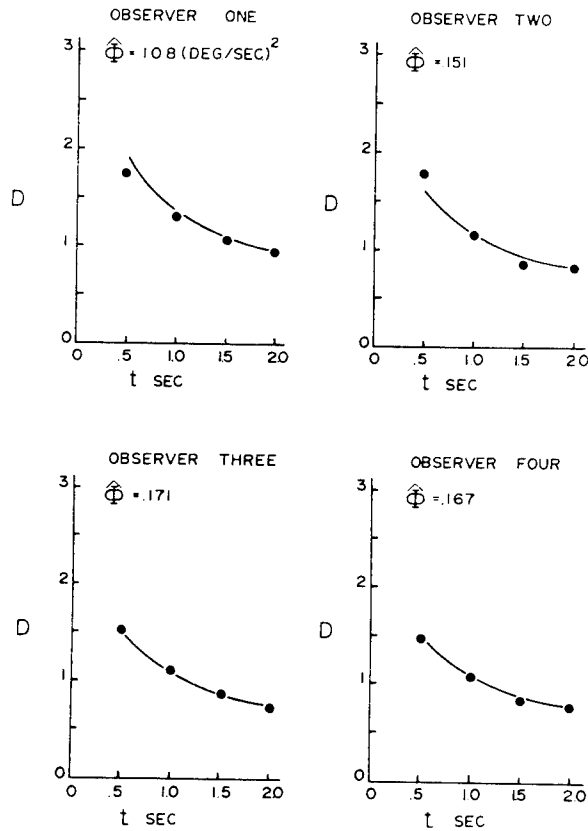 OBSERVER ONE
Φ̂ = 108 (DEG/SEC)²
3
2
D
1
0
0 .5 1.0 1.5 2.0
t SEC
OBSERVER TWO
Φ̂ = .151
3
2
D
1
0
0 .5 1.0 1.5 2.0
t SEC
OBSERVER THREE
Φ̂ = .171
3
2
D
1
0
0 .5 1.0 1.5 2.0
t SEC
OBSERVER FOUR
Φ̂ = .167
3
2
D
1
0
0 .5 1.0 1.5 2.0
t SEC